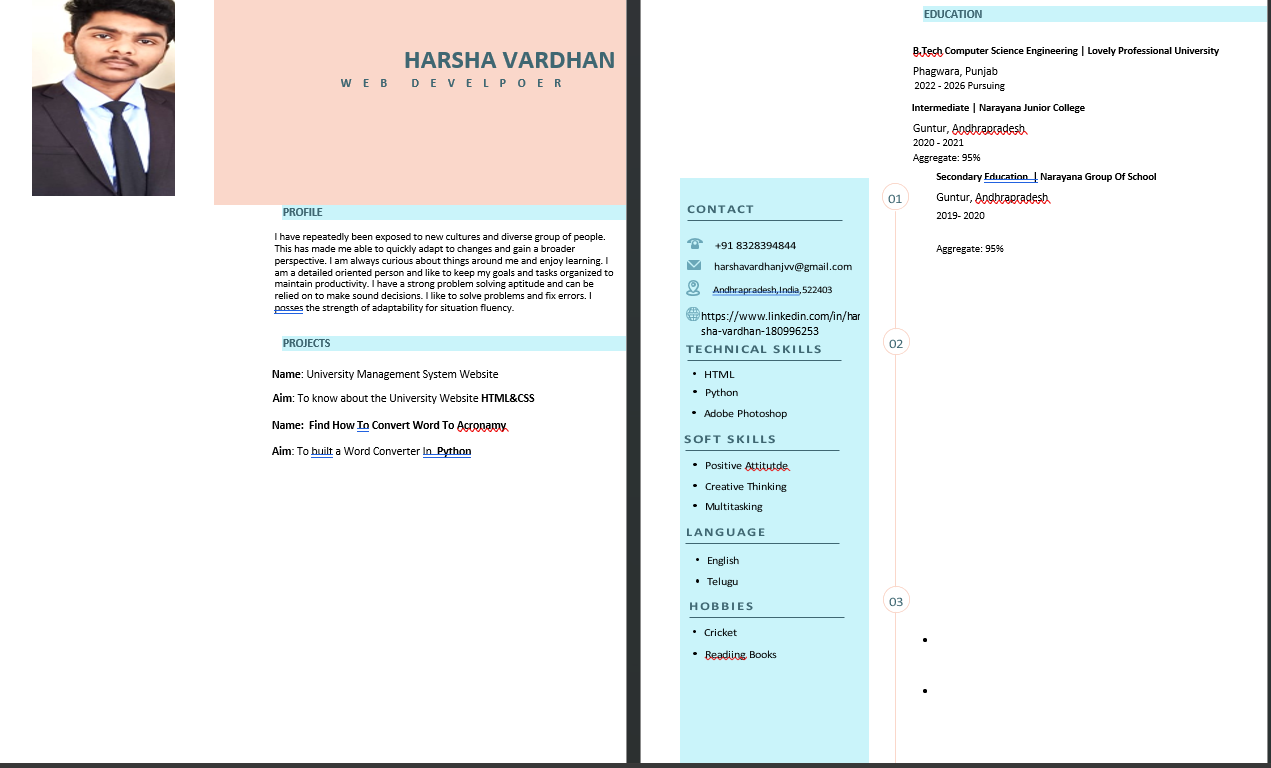 HARSHA VARDHAN
WEB DEVELPOER
PROFILE
I have repeatedly been exposed to new cultures and diverse group of people.
This has made me able to quickly adapt to changes and gain a broader
perspective. I am always curious about things around me and enjoy learning. I
am a detailed oriented person and like to keep my goals and tasks organized to
maintain productivity. I have a strong problem solving aptitude and can be
relied on to make sound decisions. I like to solve problems and fix errors. I
posses the strength of adaptability for situation fluency.
PROJECTS
Name: University Management System Website
Aim: To know about the University Website HTML&CSS
Name: Find How To Convert Word To Acronamy
Aim: To built a Word Converter In Python
EDUCATION
B.Tech Computer Science Engineering | Lovely Professional University
Phagwara, Punjab
2022 - 2026 Pursuing
Intermediate | Narayana Junior College
Guntur, Andhrapradesh
2020 - 2021
Aggregate: 95%
Secondary Education | Narayana Group Of School
Guntur, Andhrapradesh
2019- 2020
Aggregate: 95%
01
02
03
CONTACT
+91 8328394844
harshavardhanjvv@gmail.com
Andhrapradesh,India,522403
https://www.linkedin.com/in/har
sha-vardhan-180996253
TECHNICAL SKILLS
• HTML
• Python
• Adobe Photoshop
SOFT SKILLS
• Positive Attitutde
• Creative Thinking
• Multitasking
LANGUAGE
• English
• Telugu
HOBBIES
• Cricket
• Readiing Books